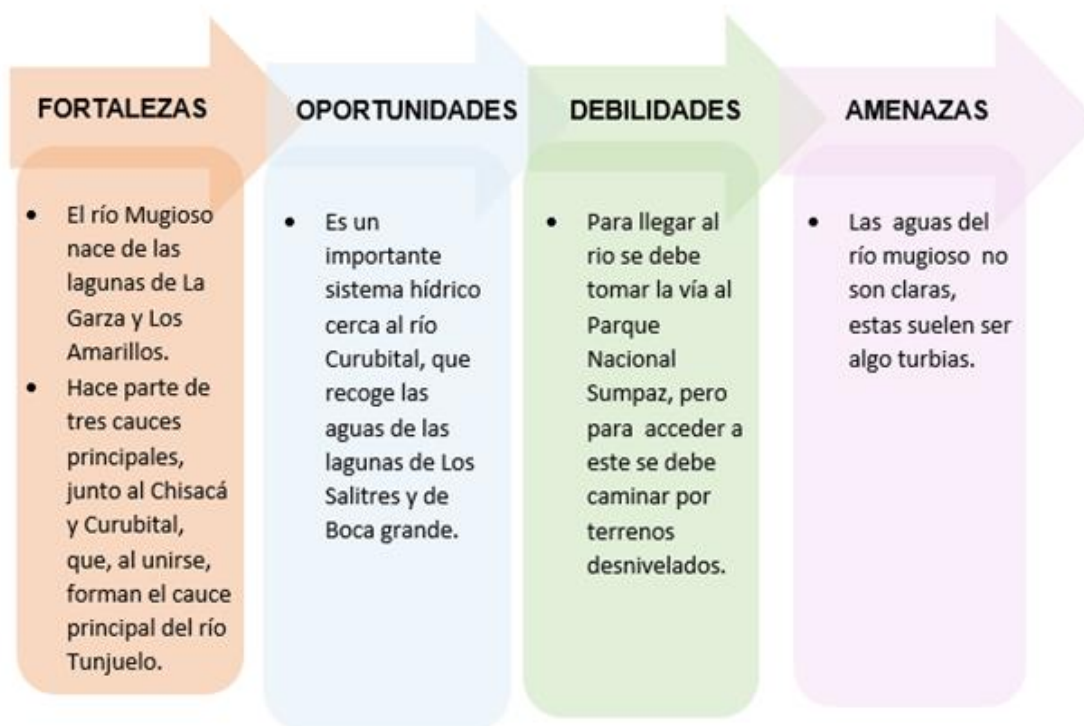 FORTALEZAS
• El río Mugioso
nace de las
lagunas de La
Garza y Los
Amarillos.
• Hace parte de
tres cauces
principales,
junto al Chisacá
y Curubital,
que, al unirse,
forman el cauce
principal del río
Tunjuelo.
OPORTUNIDADES
• Es un
importante
sistema hídrico
cerca al río
Curubital, que
recoge las
aguas de las
lagunas de Los
Salitres y de
Boca grande.
DEBILIDADES
• Para llegar al
rio se debe
tomar la vía al
Parque
Nacional
Sumpaz, pero
para acceder a
este se debe
caminar por
terrenos
desnivelados.
AMENAZAS
• Las aguas del
río mugioso no
son claras,
estas suelen ser
algo turbias.